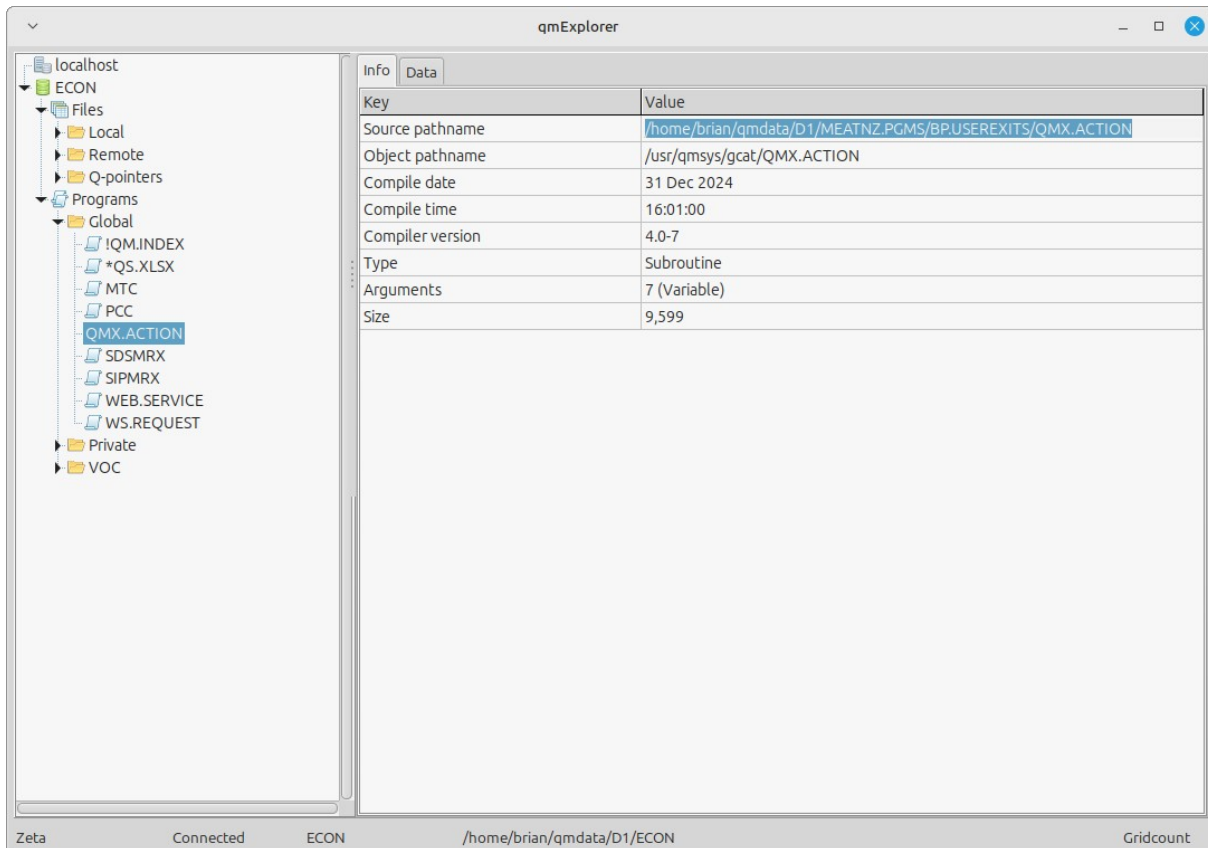 qmExplorer
localhost
ECON
Files
Local
Remote
Q-pointers
Programs
Global
!QM.INDEX
*QS.XLSX
MTC
PCC
QMX.ACTION
SDSMRX
SIPMRX
WEB.SERVICE
WS.REQUEST
Private
VOC
Info Data
Key Value
Source pathname /home/brian/qmdata/D1/MEATNZ.PGMS/BP.USEREXITS/QMX.ACTION
Object pathname /usr/qmsys/gcat/QMX.ACTION
Compile date 31 Dec 2024
Compile time 16:01:00
Compiler version 4.0-7
Type Subroutine
Arguments 7 (Variable)
Size 9,599
Zeta Connected ECON /home/brian/qmdata/D1/ECON Gridcount